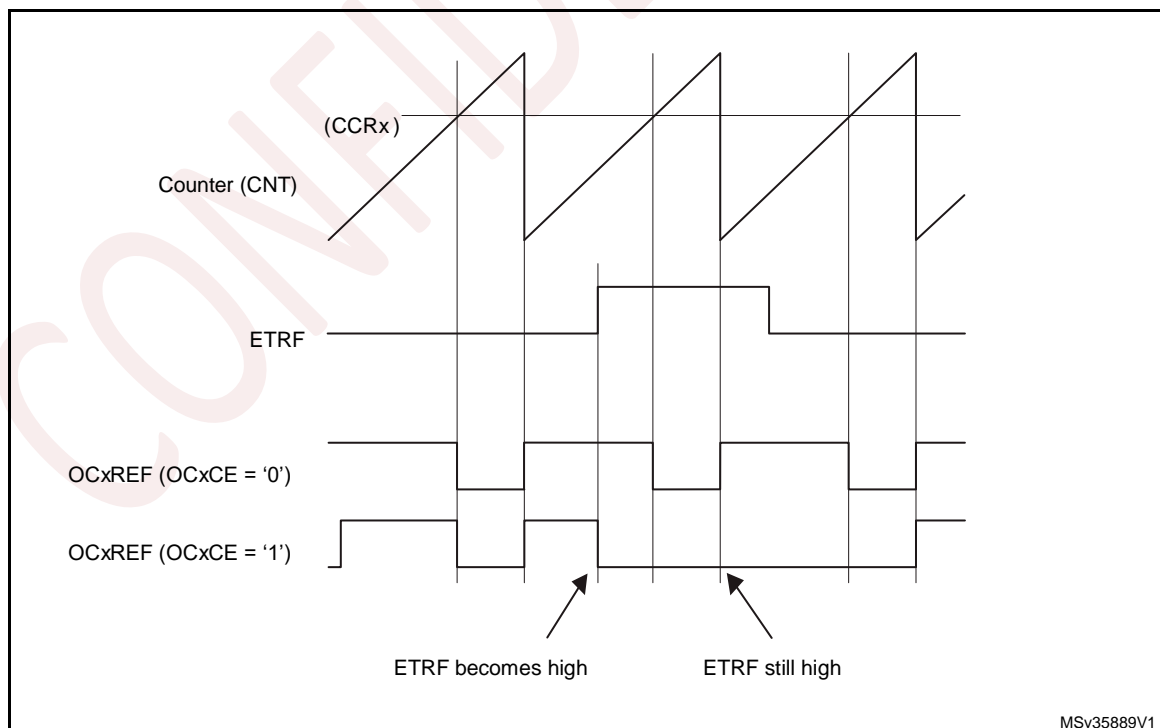 (CCRx)
Counter (CNT)
ETRF
OCxREF (OCxCE = ‘0’)
OCxREF (OCxCE = ‘1’)
ETRF becomes high
ETRF still high
MSv35889V1